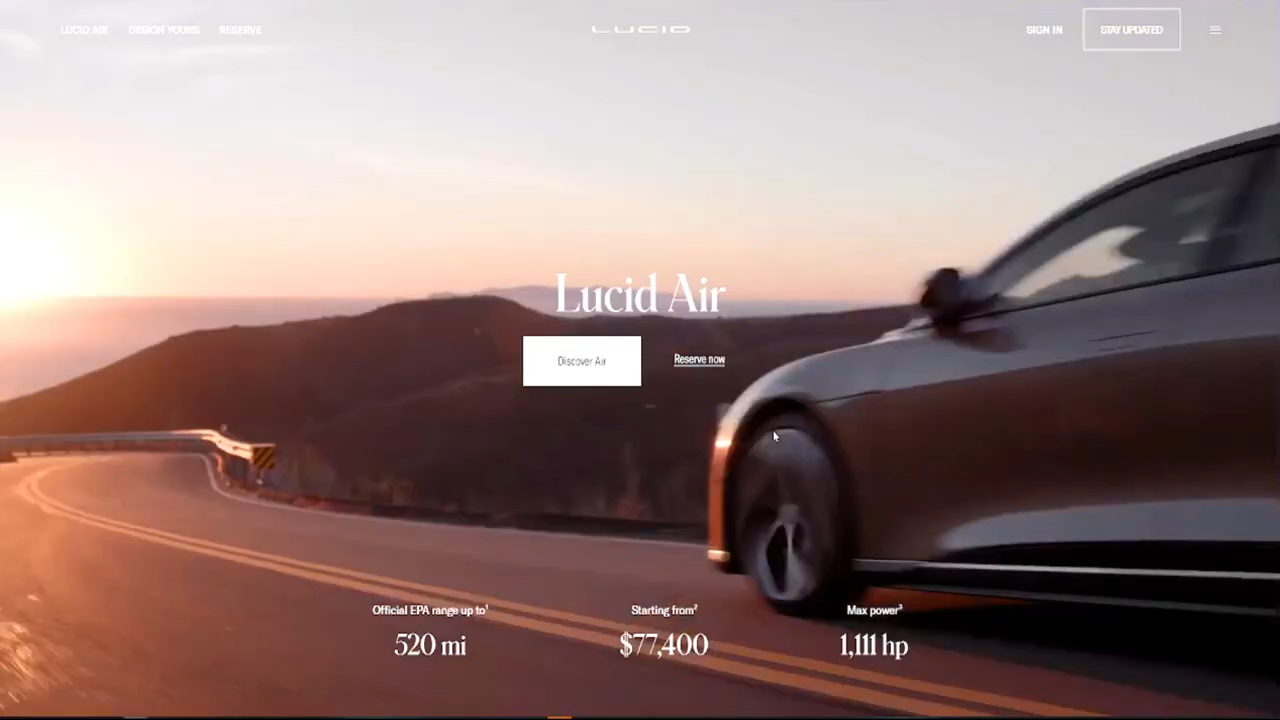 LUCID AIR DESIGN YOURS RESERVE LUCID SIGN IN STAY UPDATED
Lucid Air
Discover Air Reserve now
Official EPA range up to¹ Starting from² Max power³
520 mi $77,400 1,111 hp